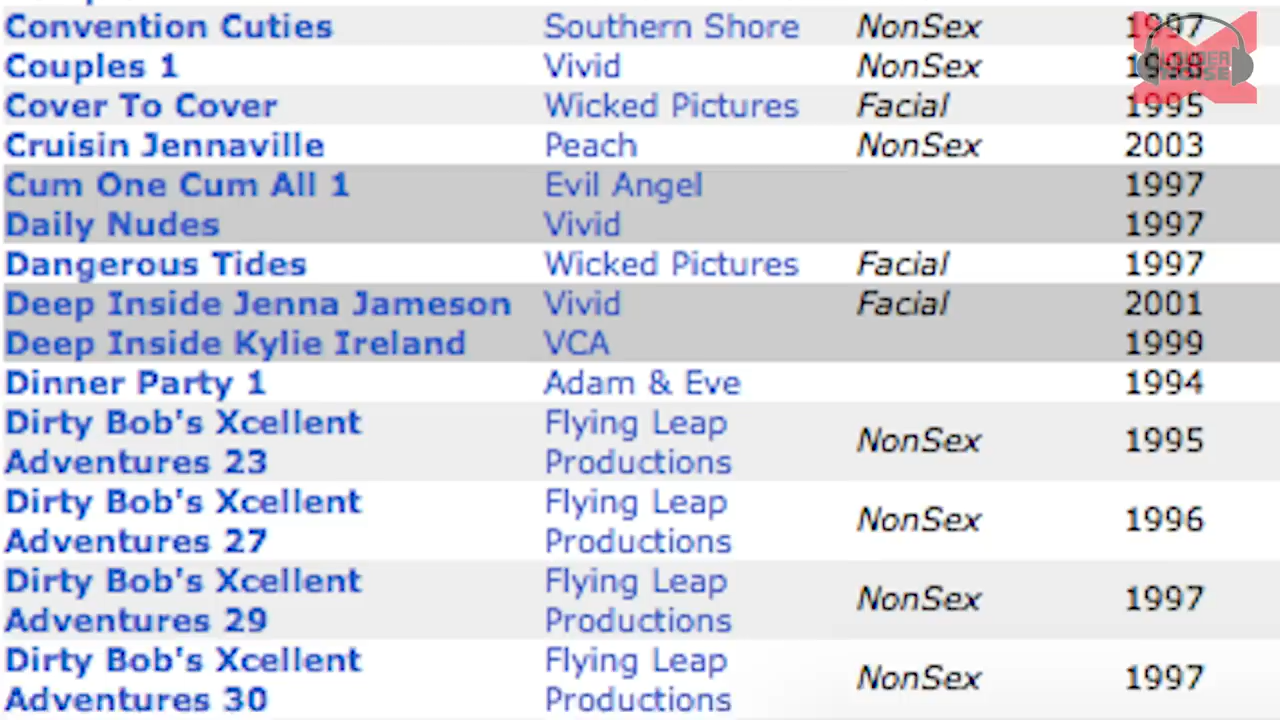 Convention Cuties Southern Shore NonSex 1997
Couples 1 Vivid NonSex 1998
Cover To Cover Wicked Pictures Facial 1995
Cruisin Jennaville Peach NonSex 2003
Cum One Cum All 1 Evil Angel 1997
Daily Nudes Vivid 1997
Dangerous Tides Wicked Pictures Facial 1997
Deep Inside Jenna Jameson Vivid Facial 2001
Deep Inside Kylie Ireland VCA 1999
Dinner Party 1 Adam & Eve 1994
Dirty Bob's Xcellent Flying Leap
Adventures 23 Productions NonSex 1995
Dirty Bob's Xcellent Flying Leap
Adventures 27 Productions NonSex 1996
Dirty Bob's Xcellent Flying Leap
Adventures 29 Productions NonSex 1997
Dirty Bob's Xcellent Flying Leap
Adventures 30 Productions NonSex 1997